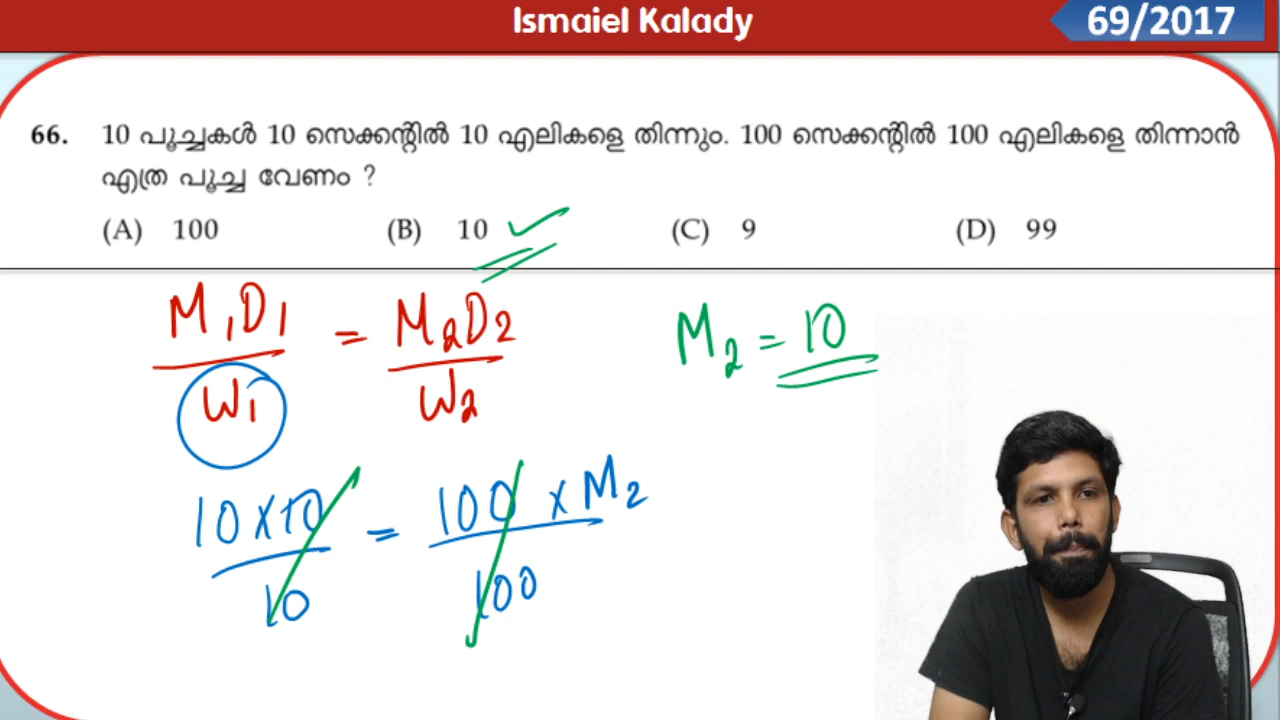 Ismaiel Kalady
69/2017
66. 10 പൂച്ചകൾ 10 സെക്കന്റിൽ 10 എലികളെ തിന്നും. 100 സെക്കന്റിൽ 100 എലികളെ തിന്നാൻ
എത്ര പൂച്ച വേണം ?
(A) 100 (B) 10 (C) 9 (D) 99
M₁D₁ = M₂D₂
W₁ W₂
M₂ = 10
10 x 10 = 100 x M₂
10 100